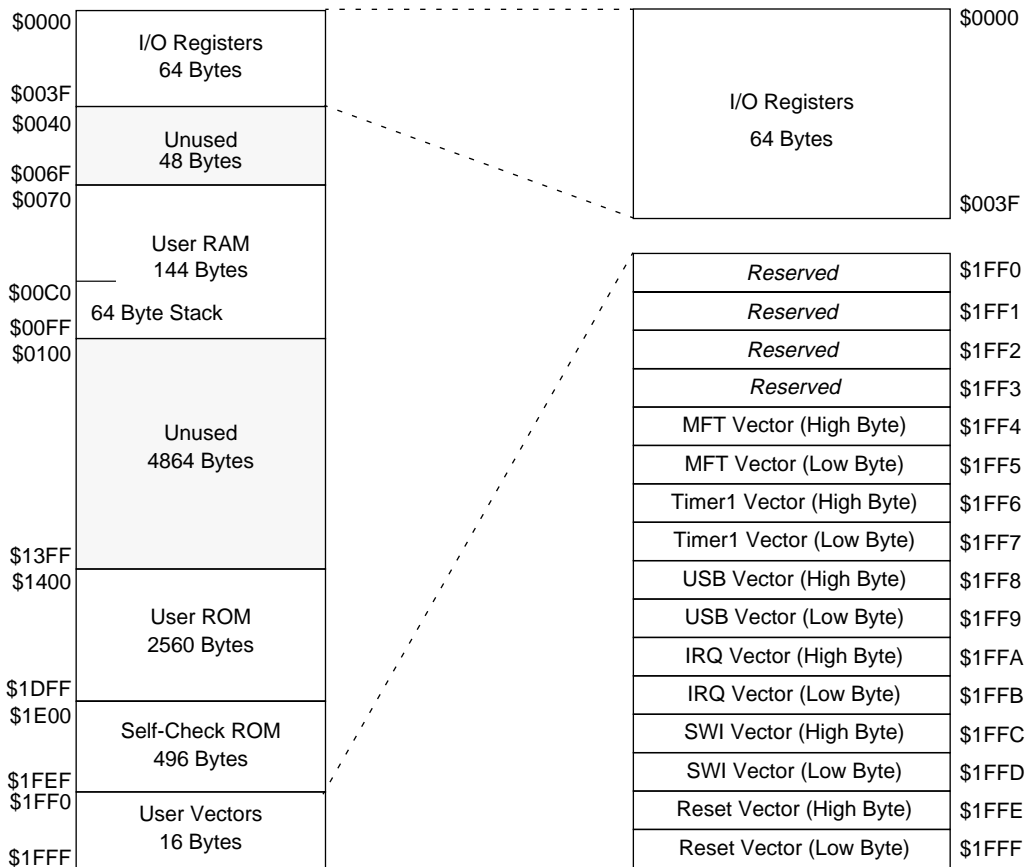 $0000
I/O Registers
64 Bytes
$003F
$0040
Unused
48 Bytes
$006F
$0070
User RAM
144 Bytes
$00C0
64 Byte Stack
$00FF
$0100
Unused
4864 Bytes
$13FF
$1400
User ROM
2560 Bytes
$1DFF
$1E00
Self-Check ROM
496 Bytes
$1FEF
$1FF0
User Vectors
16 Bytes
$1FFF
$0000
I/O Registers
64 Bytes
$003F
Reserved $1FF0
Reserved $1FF1
Reserved $1FF2
Reserved $1FF3
MFT Vector (High Byte) $1FF4
MFT Vector (Low Byte) $1FF5
Timer1 Vector (High Byte) $1FF6
Timer1 Vector (Low Byte) $1FF7
USB Vector (High Byte) $1FF8
USB Vector (Low Byte) $1FF9
IRQ Vector (High Byte) $1FFA
IRQ Vector (Low Byte) $1FFB
SWI Vector (High Byte) $1FFC
SWI Vector (Low Byte) $1FFD
Reset Vector (High Byte) $1FFE
Reset Vector (Low Byte) $1FFF